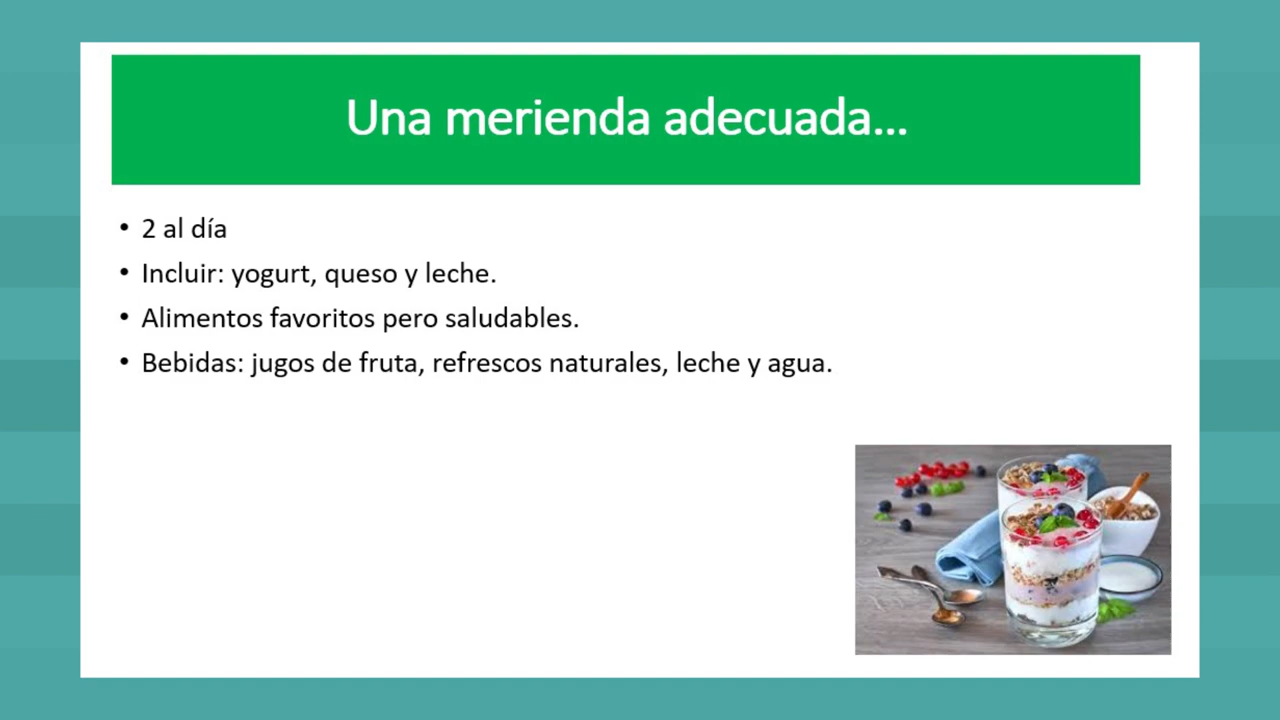 Una merienda adecuada...
• 2 al día
• Incluir: yogurt, queso y leche.
• Alimentos favoritos pero saludables.
• Bebidas: jugos de fruta, refrescos naturales, leche y agua.